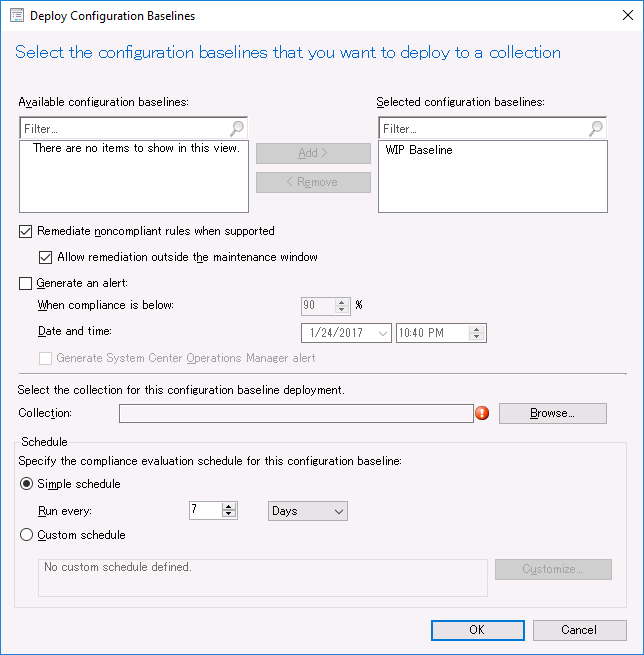 Deploy Configuration Baselines
Select the configuration baselines that you want to deploy to a collection
Available configuration baselines:
Selected configuration baselines:
Filter...
Filter...
There are no items to show in this view.
Add >
WIP Baseline
< Remove
Remediate noncompliant rules when supported
Allow remediation outside the maintenance window
Generate an alert:
When compliance is below:
90
%
Date and time:
1/24/2017
10:40 PM
Generate System Center Operations Manager alert
Select the collection for this configuration baseline deployment.
Collection:
Browse...
Schedule
Specify the compliance evaluation schedule for this configuration baseline:
Simple schedule
Run every:
7
Days
Custom schedule
No custom schedule defined.
Customize...
OK
Cancel